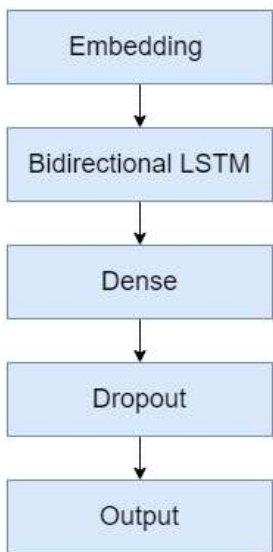 Embedding
Bidirectional LSTM
Dense
Dropout
Output